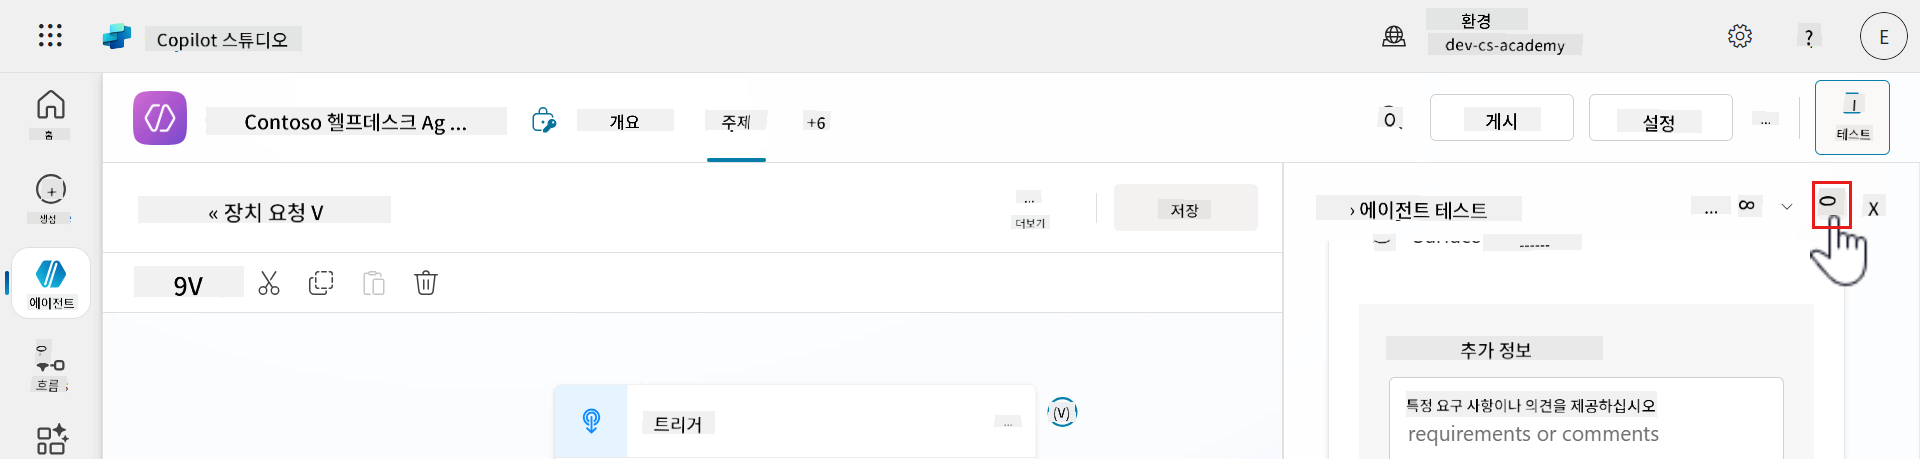 Copilot 스튜디오
환경
dev-cs-academy
?
E
홈
Contoso 헬프데스크 Ag ...
개요
주제
+6
게시
설정
...
테스트
생성
« 장치 요청 V
...
더보기
저장
› 에이전트 테스트
...
X
에이전트
9V
추가 정보
흐름
트리거
...
(V)
특정 요구 사항이나 의견을 제공하십시오
requirements or comments